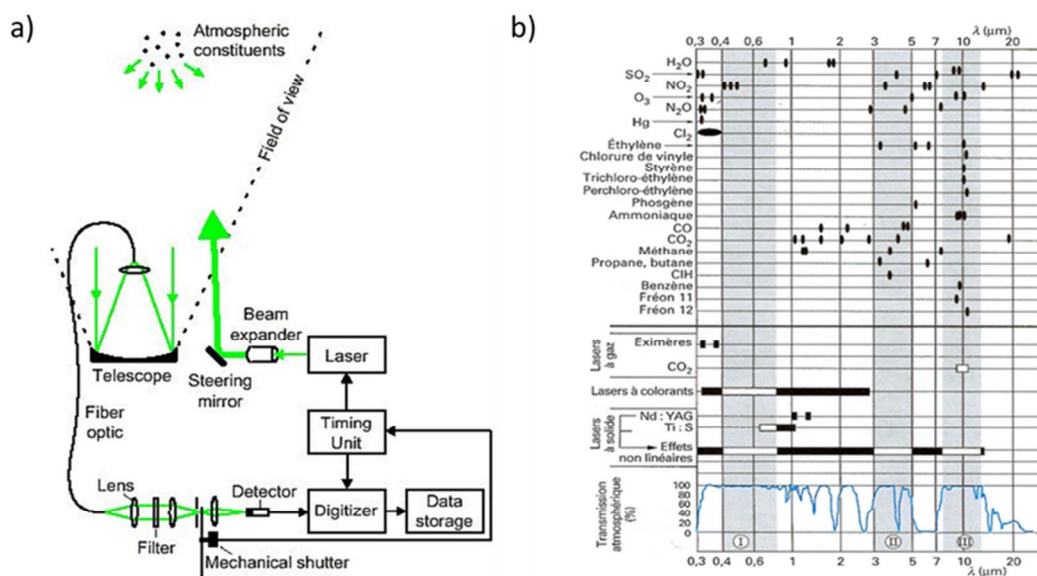 a)
Atmospheric
constituents
Field of view
Telescope
Fiber
optic
Steering
mirror
Beam
expander
Laser
Timing
Unit
Lens
Filter
Detector
Digitizer
Data
storage
Mechanical shutter
b)
λ (µm)
0,3 0,4 0,6 1 3 5 7 10 20
H₂O
SO₂
NO₂
O₃
N₂O
Hg
Cl₂
Éthylène
Chlorure de vinyle
Styrène
Trichloro-éthylène
Perchloro-éthylène
Phosgène
Ammoniaque
CO
CO₂
Méthane
Propane, butane
ClH
Benzène
Fréon 11
Fréon 12
Lasers à gaz
Eximères
CO₂
Lasers à colorants
Lasers à solide
Nd : YAG
Ti : S
Effets
non linéaires
Transmission
atmosphérique
(%)
100
80
60
40
20
0
I II III
0,3 0,4 0,6 1 3 5 7 10 20
λ (µm)